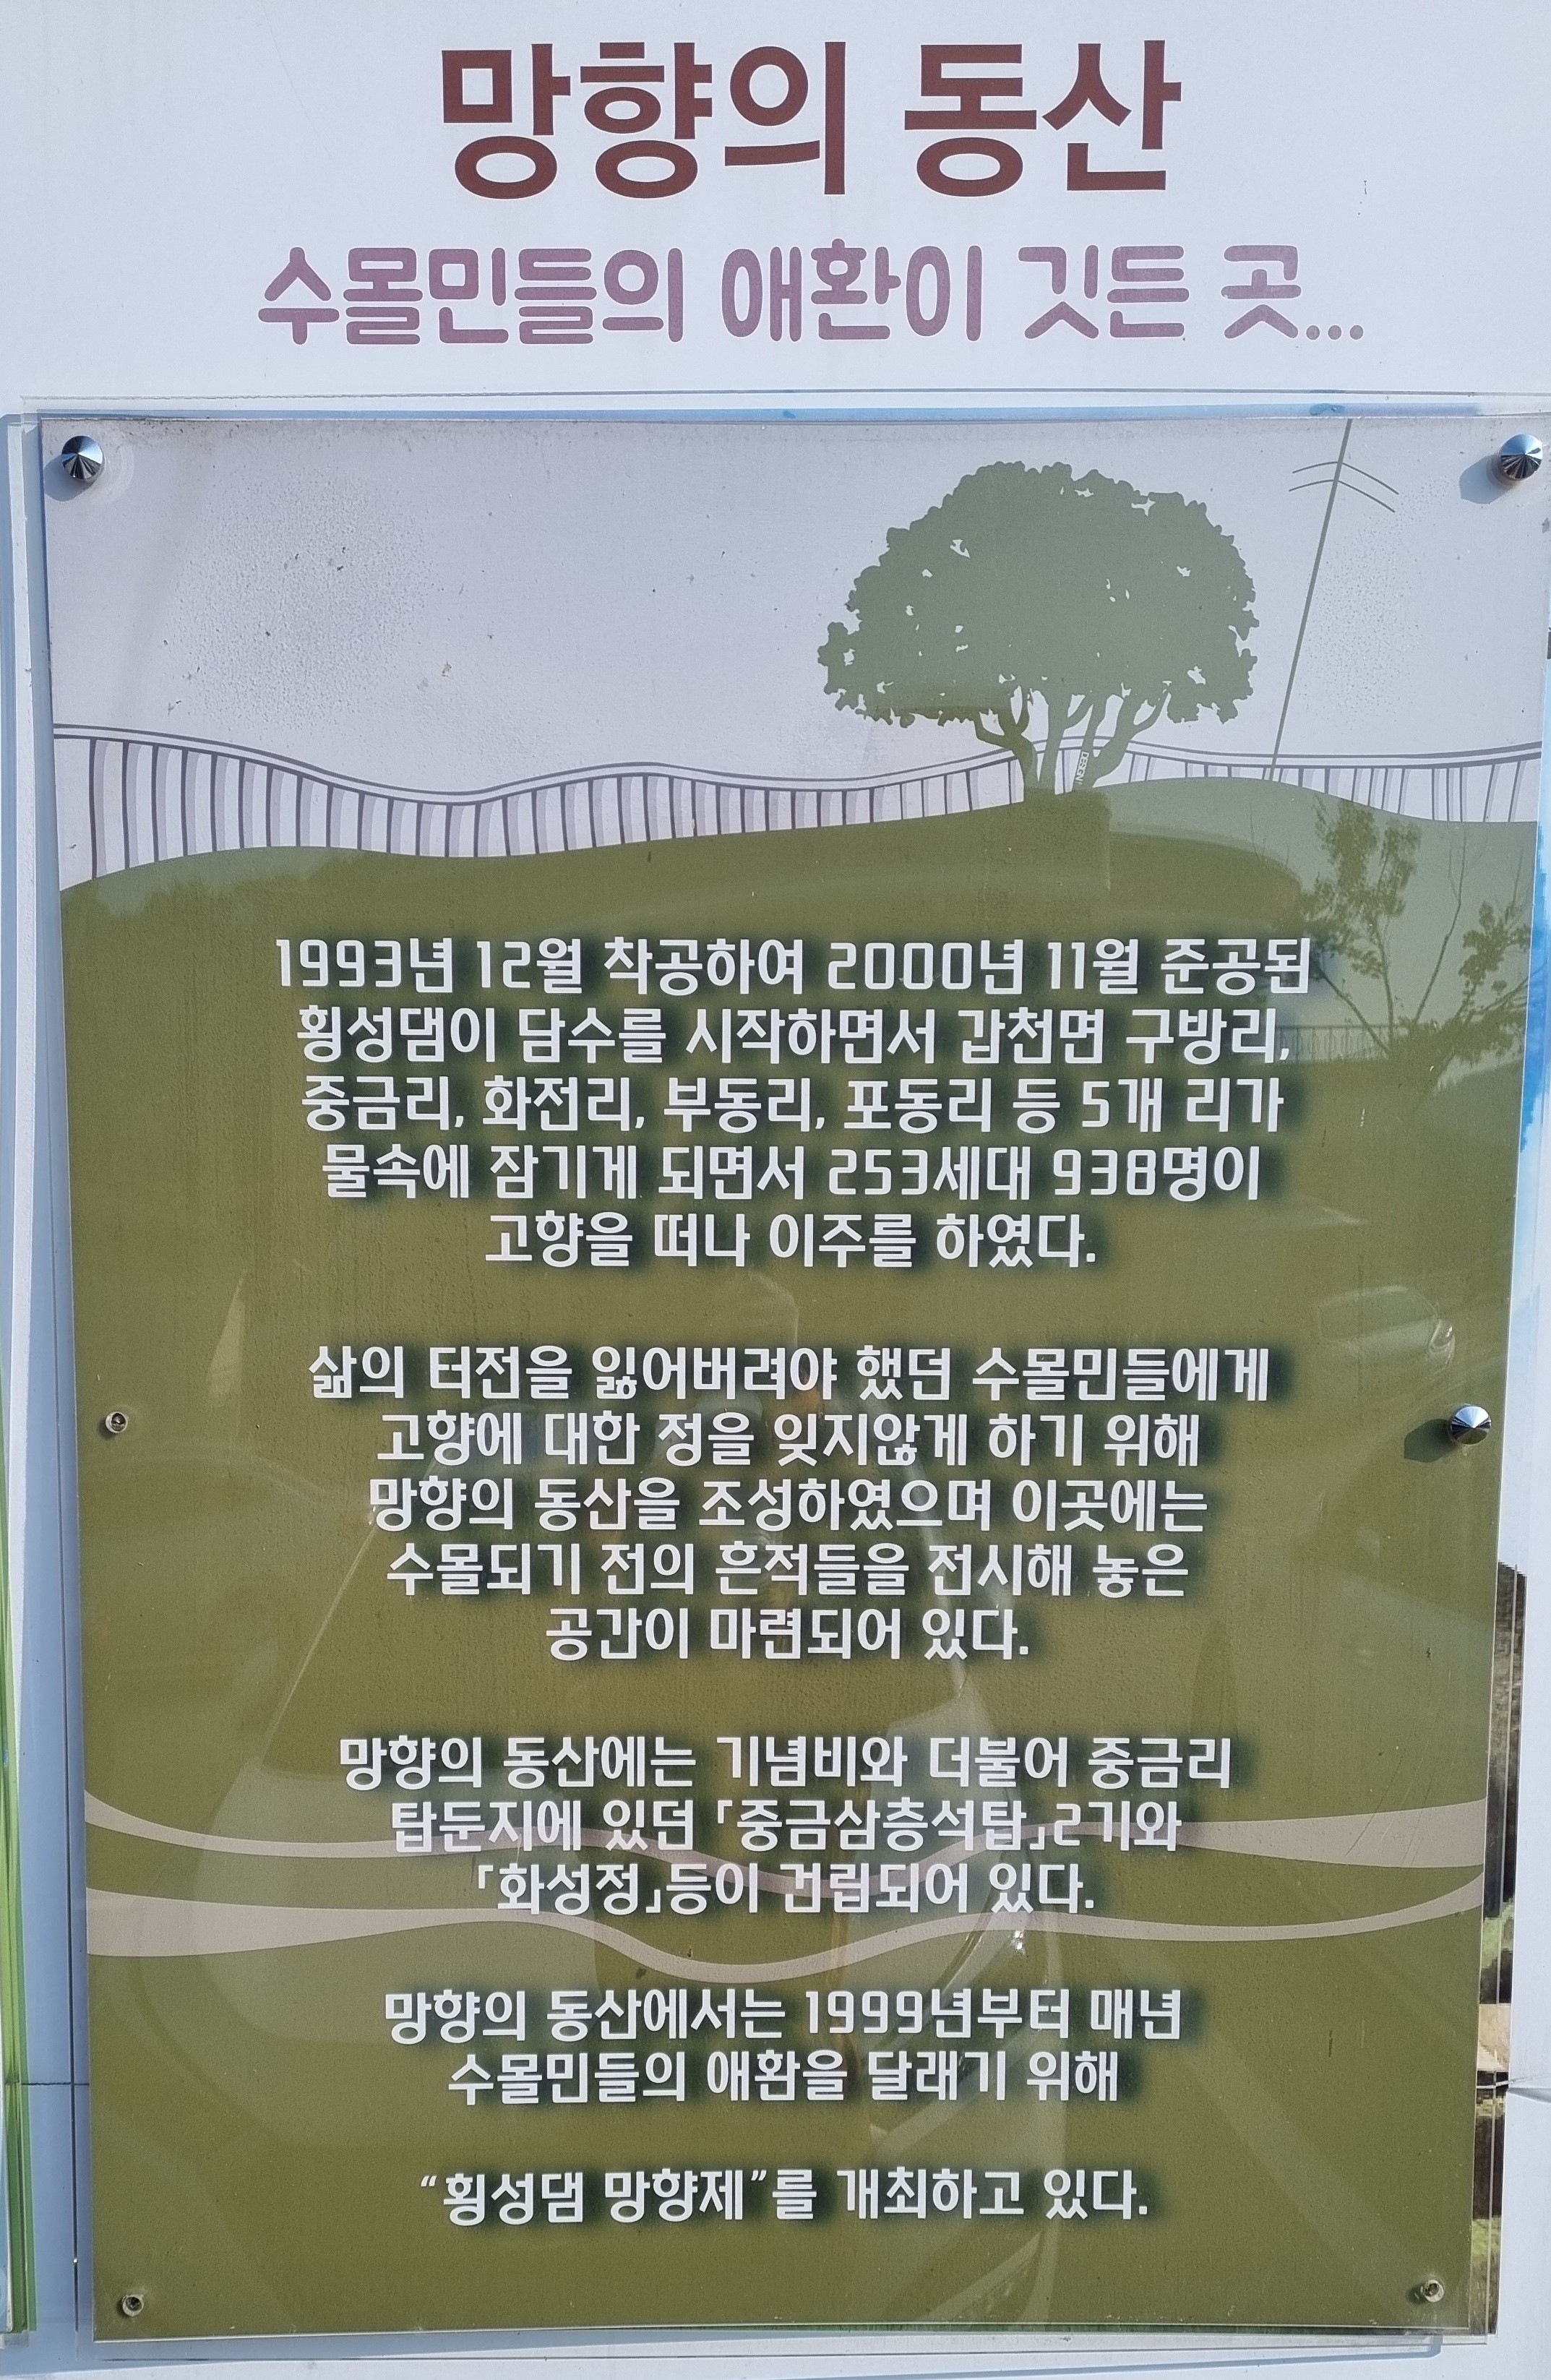 망향의 동산
수몰민들의 애환이 깃든 곳...
1993년 12월 착공하여 2000년 11월 준공된
횡성댐이 담수를 시작하면서 갑천면 구방리,
중금리, 화전리, 부동리, 포동리 등 5개 리가
물속에 잠기게 되면서 253세대 938명이
고향을 떠나 이주를 하였다.
삶의 터전을 잃어버려야 했던 수몰민들에게
고향에 대한 정을 잊지않게 하기 위해
망향의 동산을 조성하였으며 이곳에는
수몰되기 전의 흔적들을 전시해 놓은
공간이 마련되어 있다.
망향의 동산에는 기념비와 더불어 중금리
탑둔지에 있던 「중금삼층석탑」2기와
「화성정」등이 건립되어 있다.
망향의 동산에서는 1999년부터 매년
수몰민들의 애환을 달래기 위해
“횡성댐 망향제”를 개최하고 있다.